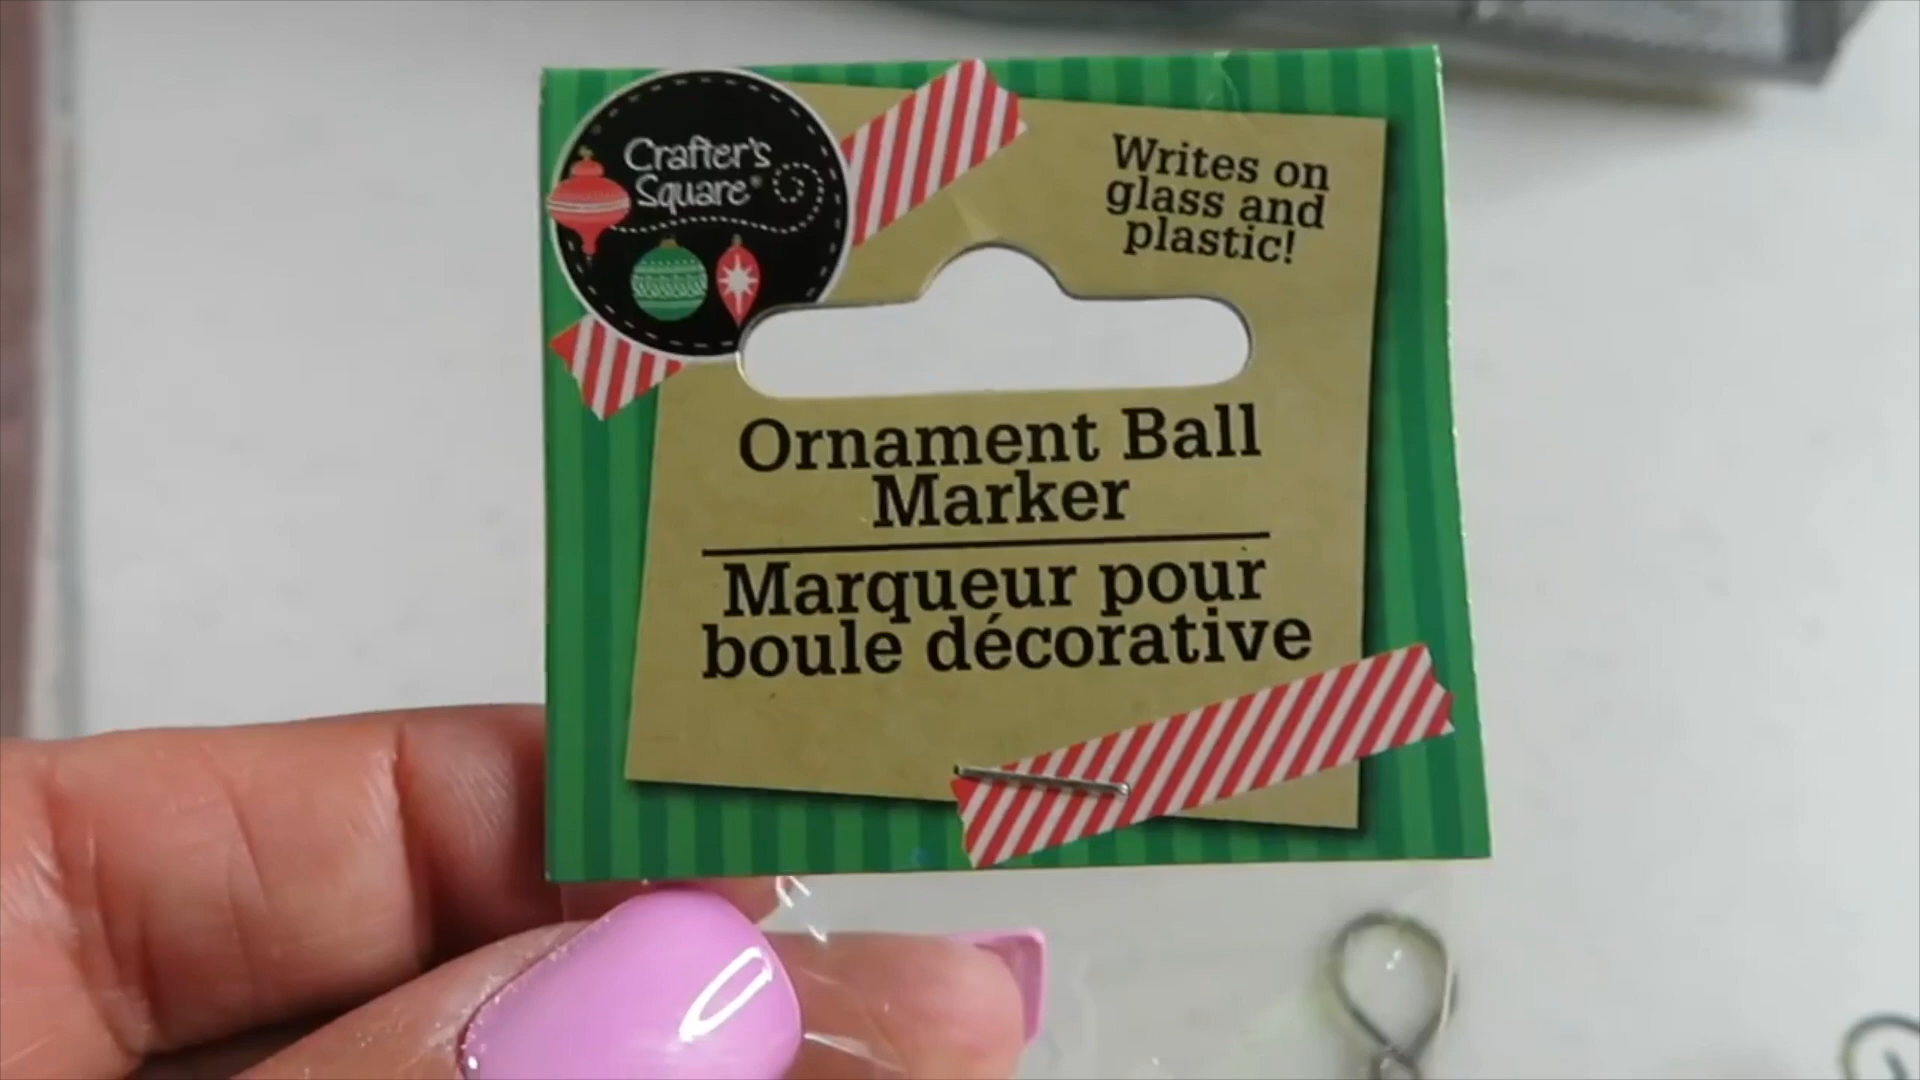 Crafter's
Square®
Writes on
glass and
plastic!
Ornament Ball
Marker
Marqueur pour
boule décorative